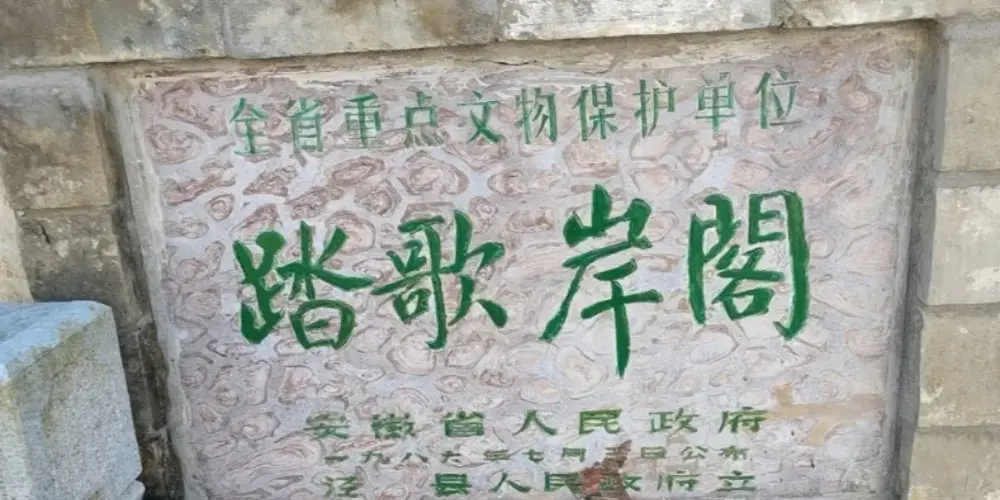 全省重点文物保护单位
踏歌岸阁
安徽省人民政府
一九八六年七月三日公布
泾县人民政府立